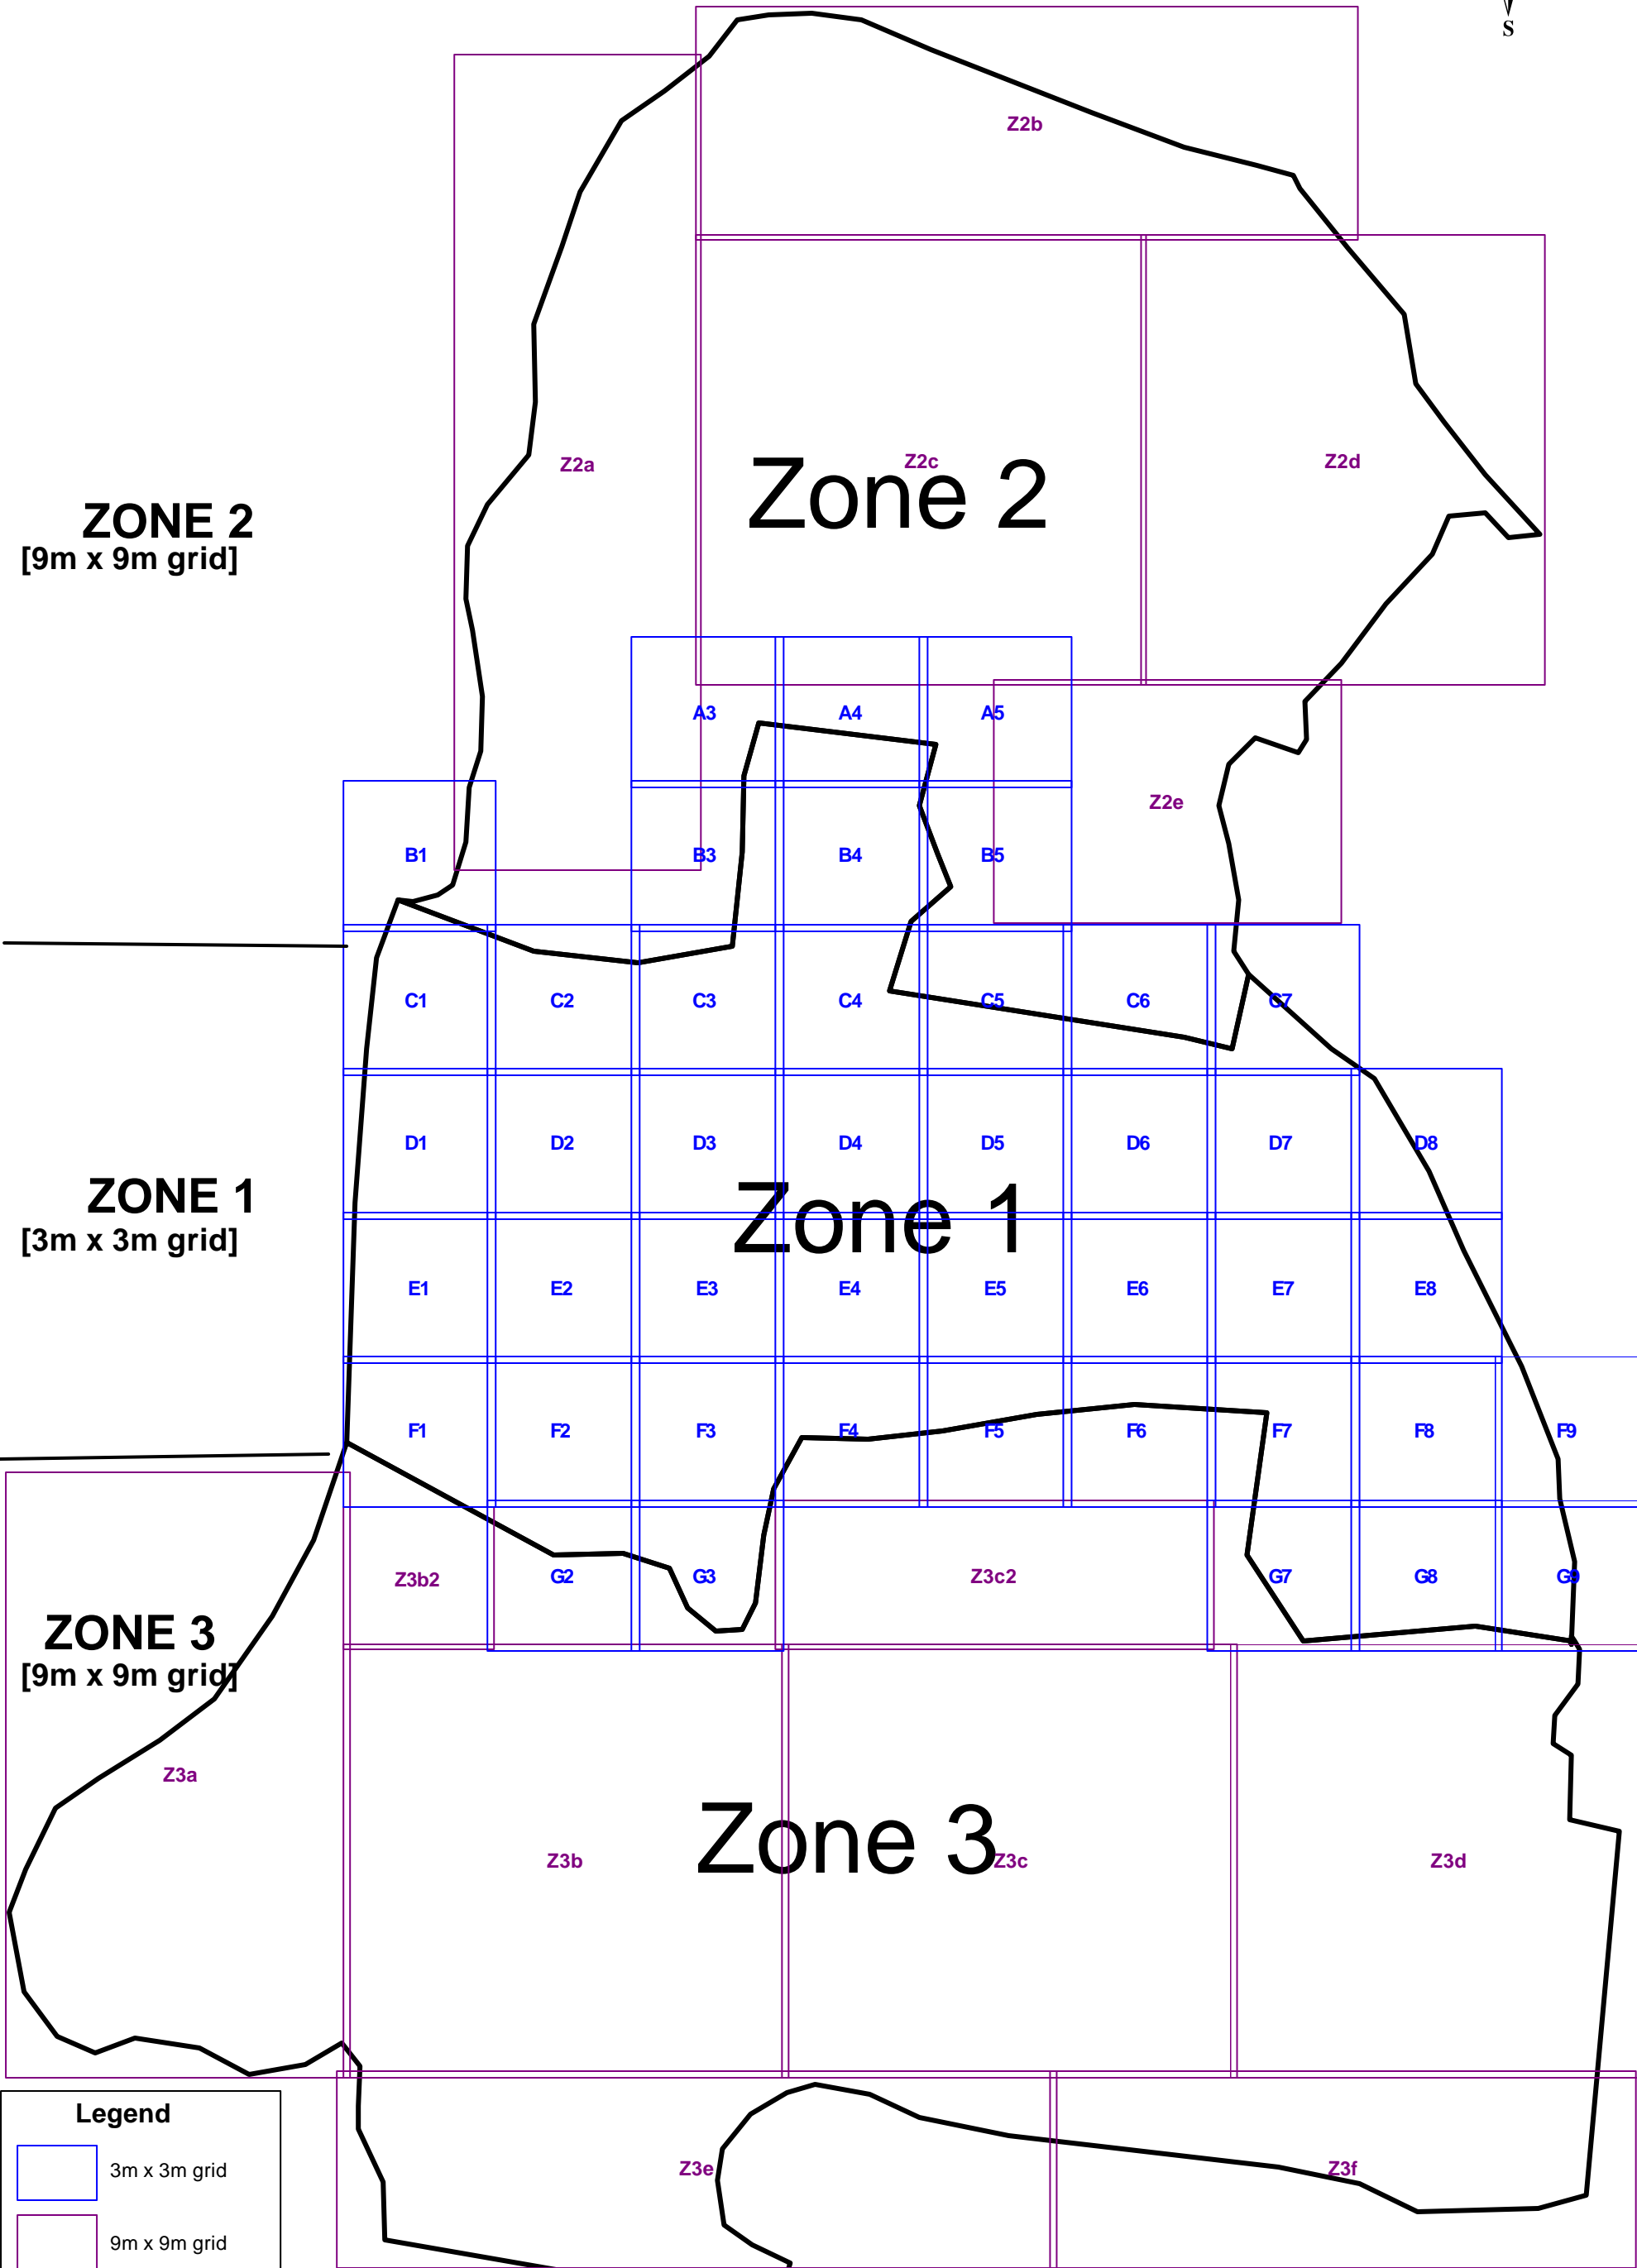 S
Z2b
Z2a
Z2c
Z2d
Zone 2
ZONE 2
[9m x 9m grid]
A3 A4 A5
Z2e
B1 B3 B4 B5
C1 C2 C3 C4 C5 C6 C7
D1 D2 D3 D4 D5 D6 D7 D8
ZONE 1
Zone 1
[3m x 3m grid]
E1 E2 E3 E4 E5 E6 E7 E8
F1 F2 F3 F4 F5 F6 F7 F8 F9
Z3b2 G2 G3 Z3c2 G7 G8 G9
ZONE 3
[9m x 9m grid]
Z3a
Zone 3
Z3b Z3c Z3d
Legend
3m x 3m grid
Z3e Z3f
9m x 9m grid